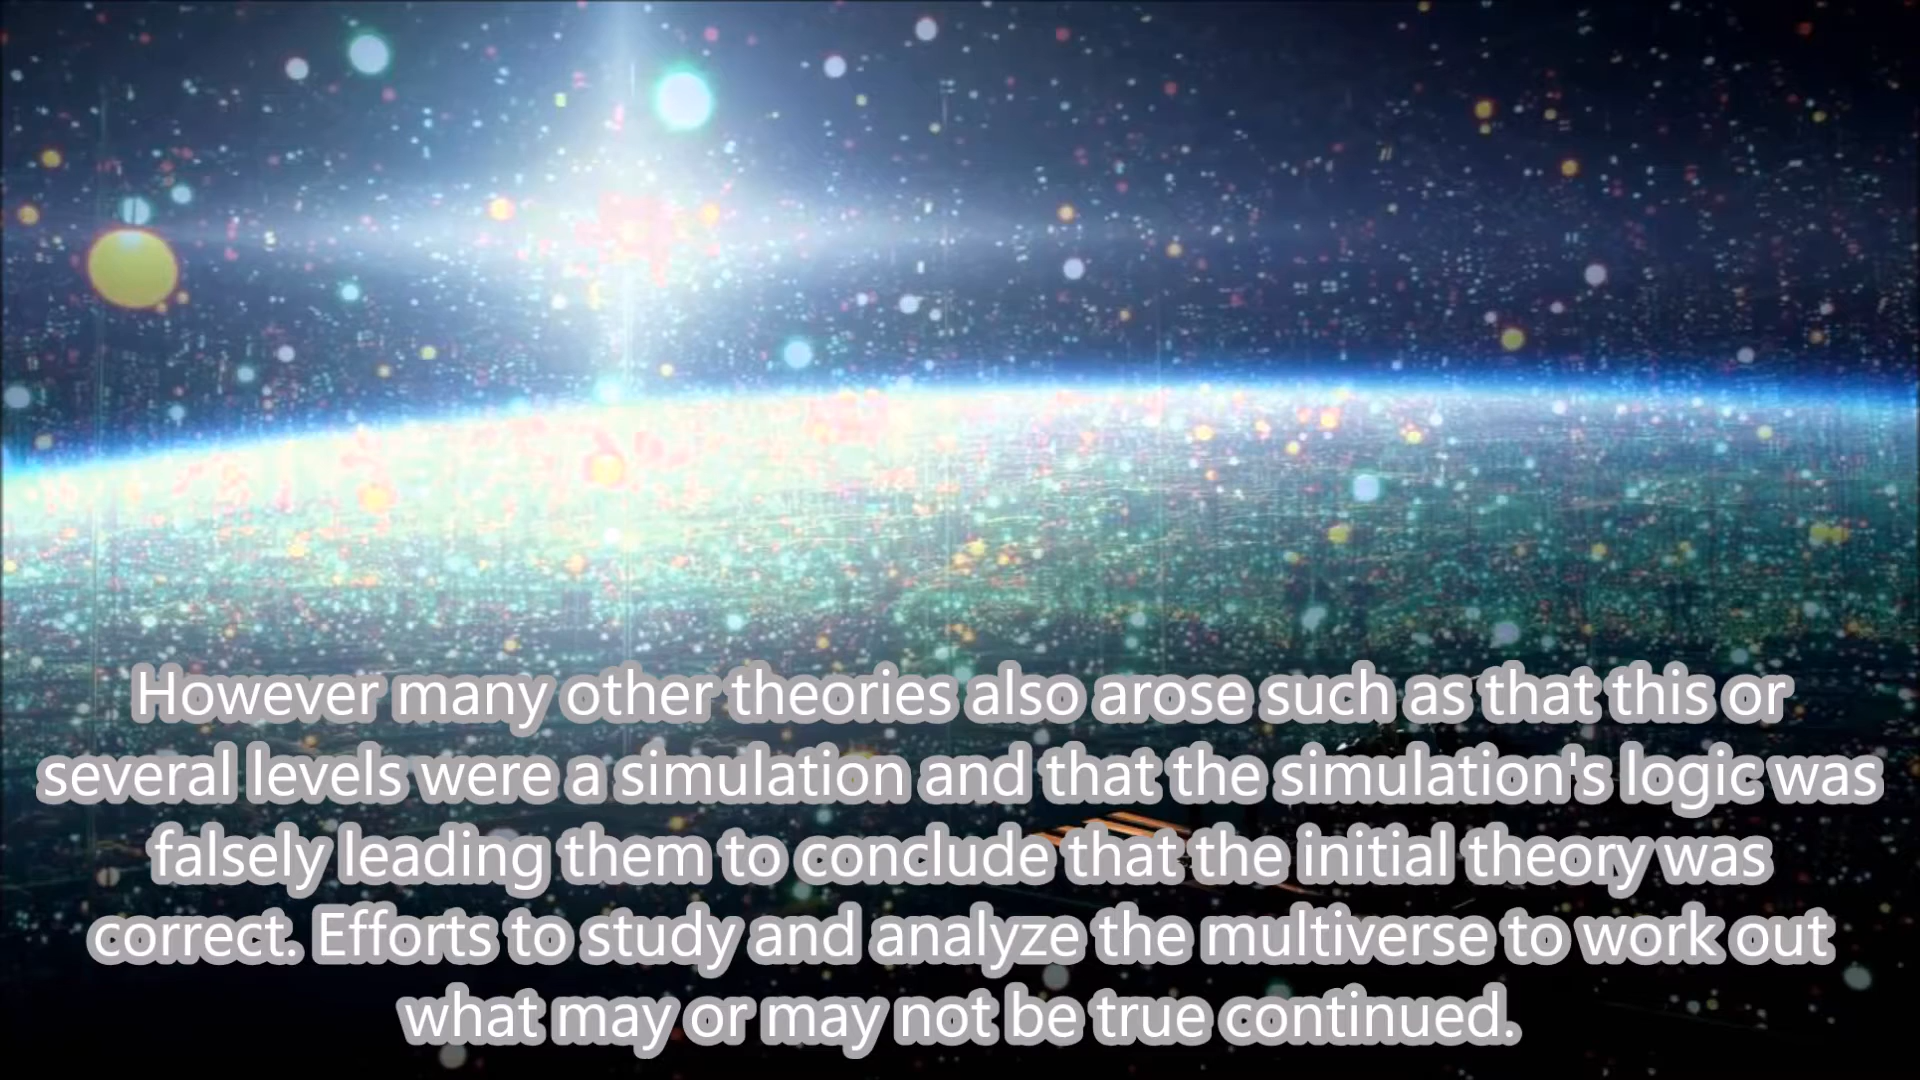 However many other theories also arose such as that this or
several levels were a simulation and that the simulation's logic was
falsely leading them to conclude that the initial theory was
correct. Efforts to study and analyze the multiverse to work out
what may or may not be true continued.